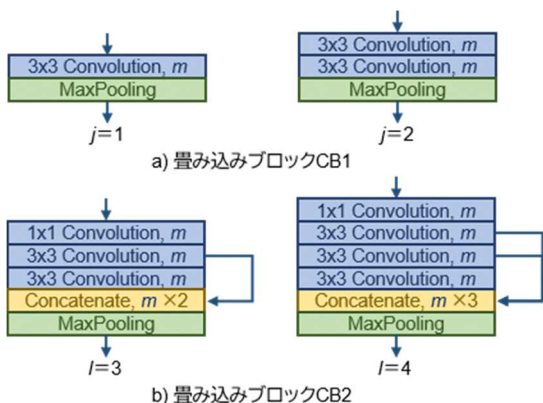 3x3 Convolution, m
MaxPooling
j=1
3x3 Convolution, m
3x3 Convolution, m
MaxPooling
j=2
a) 畳み込みブロックCB1
1x1 Convolution, m
3x3 Convolution, m
3x3 Convolution, m
Concatenate, m ×2
MaxPooling
l=3
1x1 Convolution, m
3x3 Convolution, m
3x3 Convolution, m
3x3 Convolution, m
Concatenate, m ×3
MaxPooling
l=4
b) 畳み込みブロックCB2